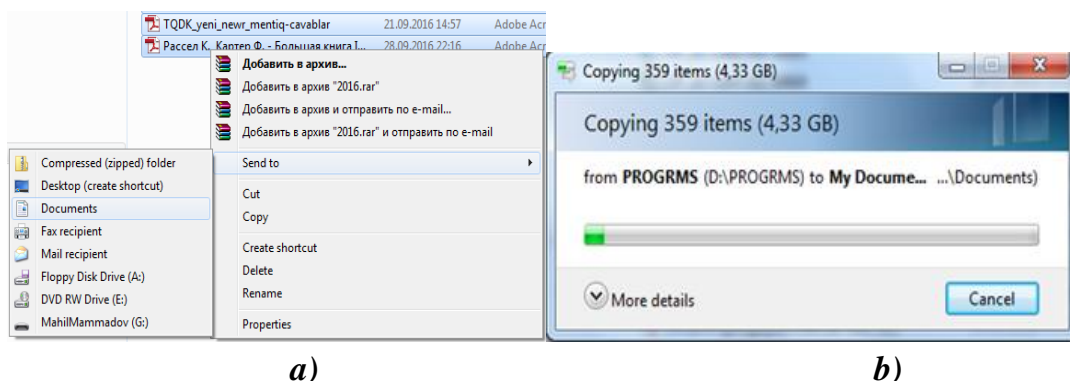 TQDK_yeni_newr_mentiq-cavablar 21.09.2016 14:57 Adobe Acr
Рассел К., Картер Ф. - Большая книга I... 28.09.2016 22:16 Adobe Acr
Добавить в архив...
Добавить в архив "2016.rar"
Добавить в архив и отправить по e-mail...
Добавить в архив "2016.rar" и отправить по e-mail
Send to
Cut
Copy
Create shortcut
Delete
Rename
Properties
Compressed (zipped) folder
Desktop (create shortcut)
Documents
Fax recipient
Mail recipient
Floppy Disk Drive (A:)
DVD RW Drive (E:)
MahilMammadov (G:)
a)
Copying 359 items (4,33 GB)
Copying 359 items (4,33 GB)
from PROGRMS (D:\PROGRMS) to My Docume... ...\Documents)
More details
Cancel
b)